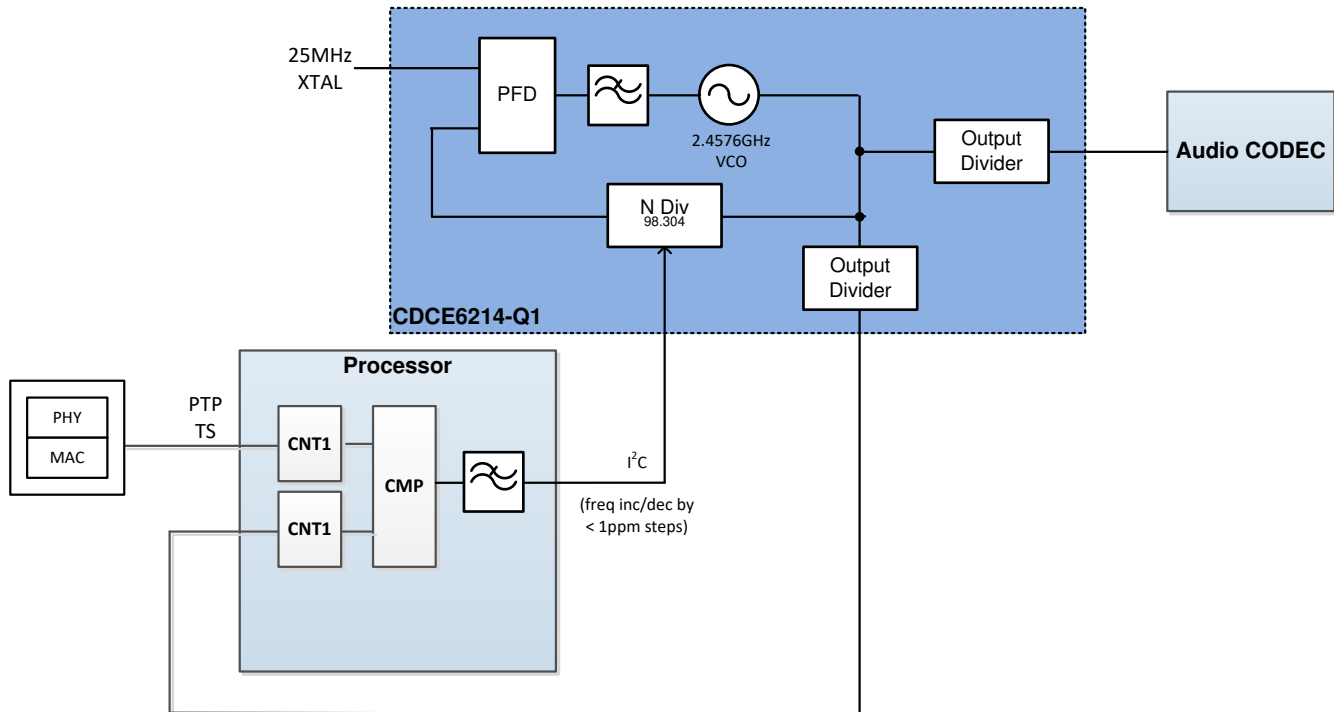 25MHz
XTAL
PFD
2.4576GHz
VCO
Output
Divider
Audio CODEC
N Div
98.304
Output
Divider
CDCE6214-Q1
Processor
PHY
MAC
PTP
TS
CNT1
CMP
CNT1
I²C
(freq inc/dec by
< 1ppm steps)